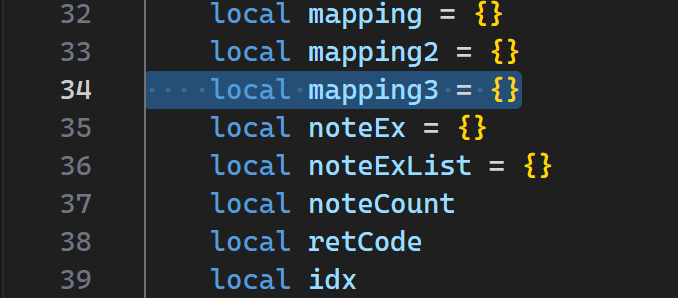 32 local mapping = {}
33 local mapping2 = {}
34 local mapping3 = {}
35 local noteEx = {}
36 local noteExList = {}
37 local noteCount
38 local retCode
39 local idx